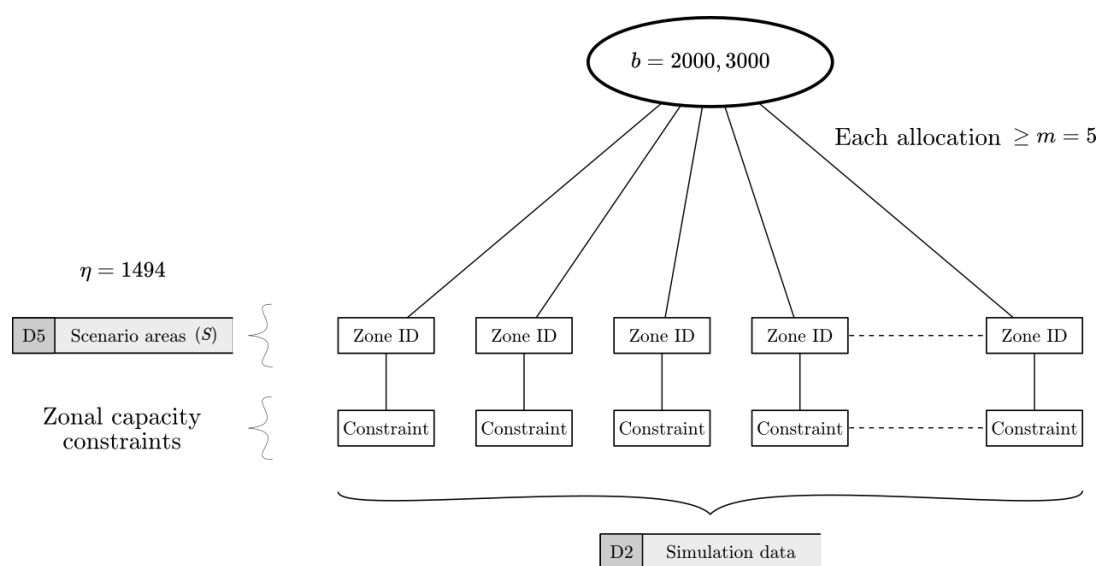 b = 2000, 3000
Each allocation ≥ m = 5
η = 1494
D5 Scenario areas (S)
Zone ID Zone ID Zone ID Zone ID Zone ID
Zonal capacity
constraints
Constraint Constraint Constraint Constraint Constraint
D2 Simulation data